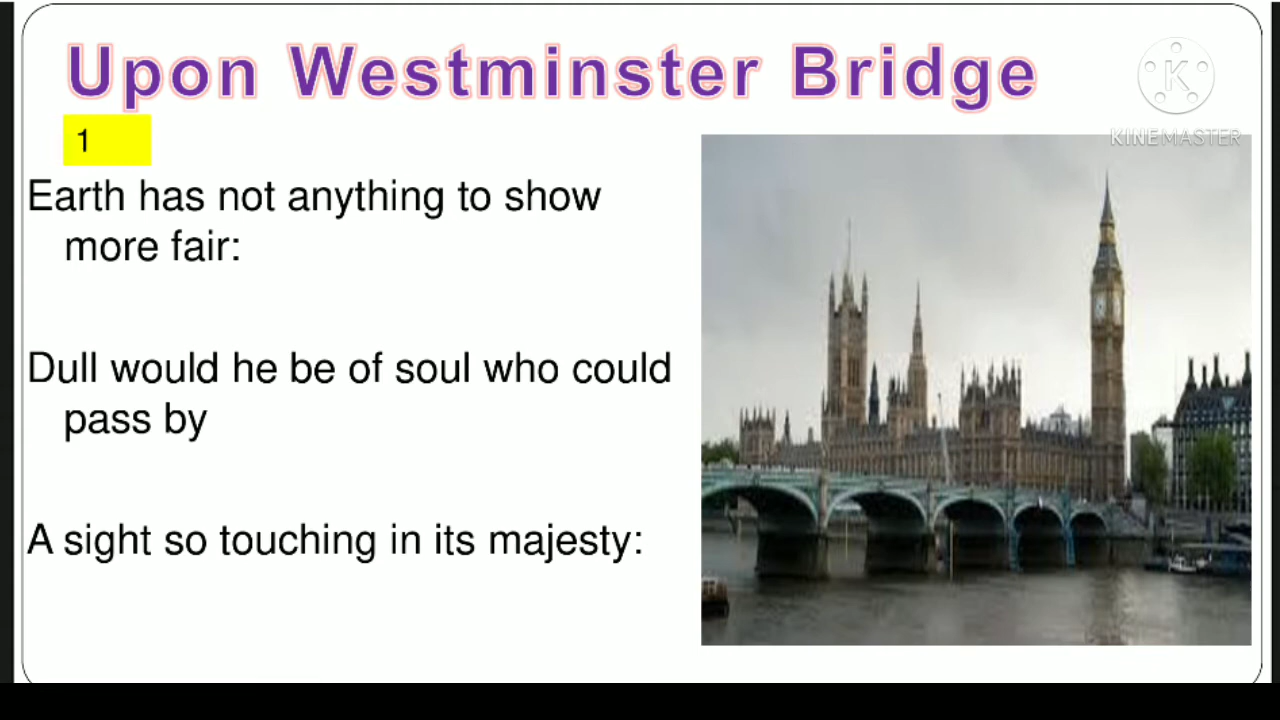 Upon Westminster Bridge
K
KINEMASTER
1
Earth has not anything to show
more fair:
Dull would he be of soul who could
pass by
A sight so touching in its majesty: